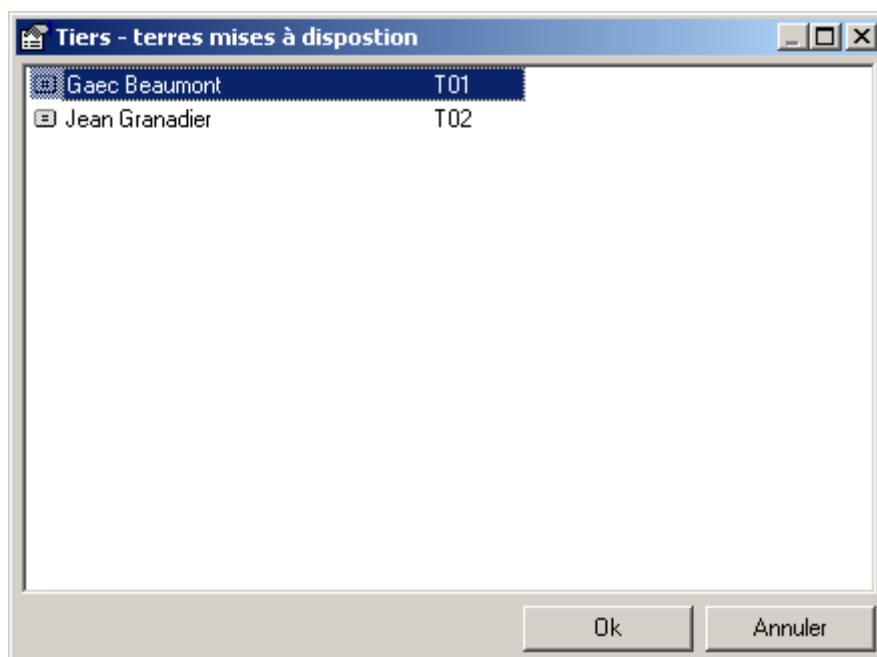 Tiers - terres mises à dispostion
Gaec Beaumont T01
Jean Granadier T02
Ok Annuler